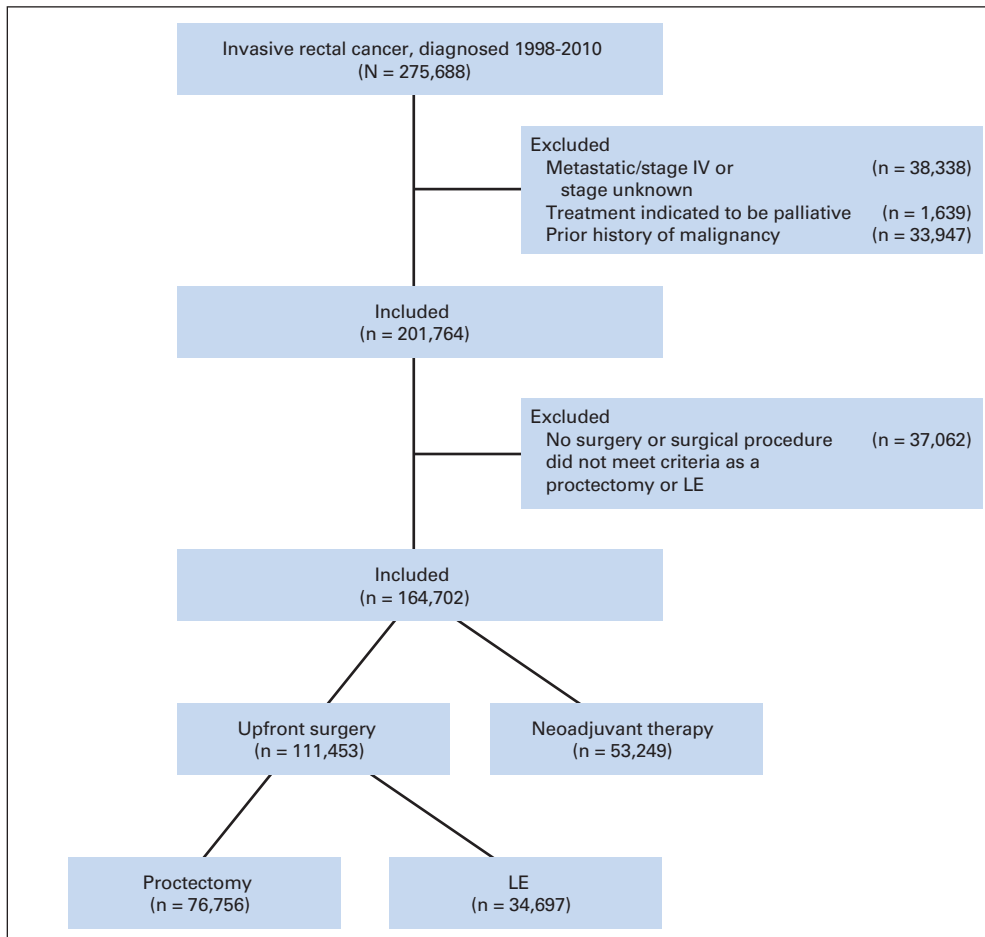 Invasive rectal cancer, diagnosed 1998-2010
(N = 275,688)
Excluded
Metastatic/stage IV or (n = 38,338)
stage unknown
Treatment indicated to be palliative (n = 1,639)
Prior history of malignancy (n = 33,947)
Included
(n = 201,764)
Excluded
No surgery or surgical procedure (n = 37,062)
did not meet criteria as a
proctectomy or LE
Included
(n = 164,702)
Upfront surgery
(n = 111,453)
Neoadjuvant therapy
(n = 53,249)
Proctectomy
(n = 76,756)
LE
(n = 34,697)